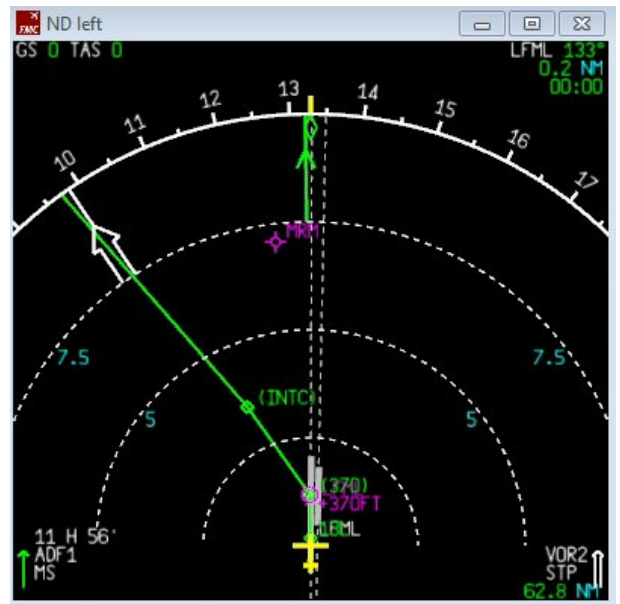 FMC ND left
GS 0 TAS 0
LFML 133°
0.2 NM
00:00
10 11 12 13 14 15 16 17
MRM
7.5 7.5
(INTC)
5 5
(370)
+370FT
11 H 56'
ADF1
MS
VOR2
STP
62.8 NM